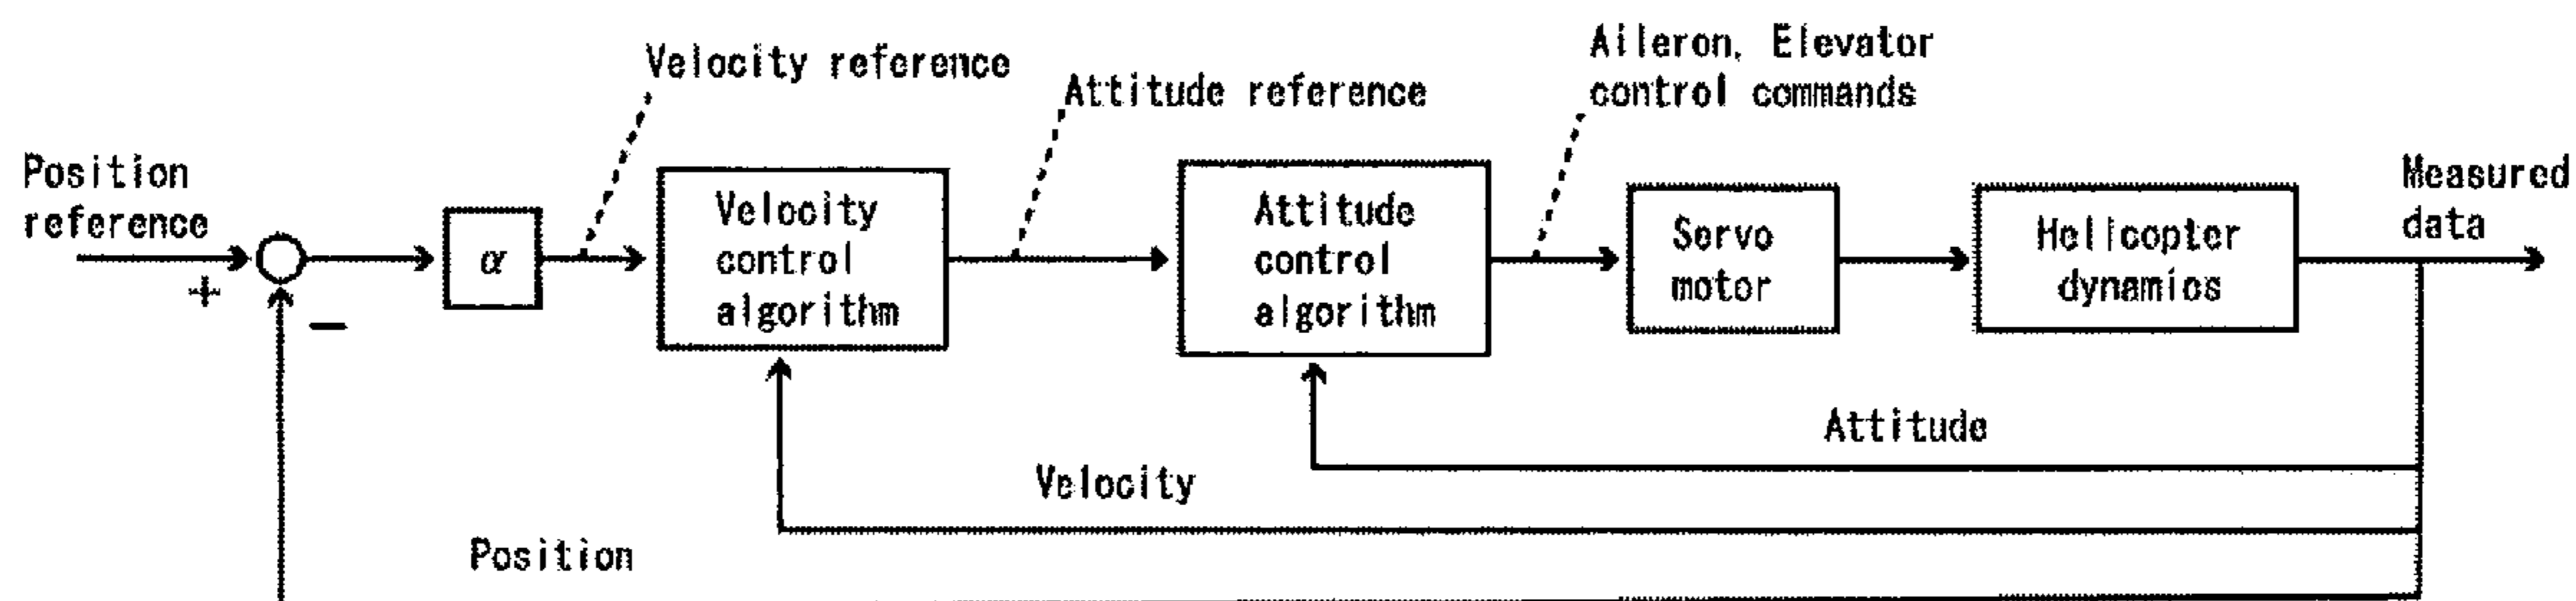 Velocity reference
Attitude reference
Aileron, Elevator
control commands
Position
reference
+
−
α
Velocity
control
algorithm
Attitude
control
algorithm
Servo
motor
Helicopter
dynamics
Measured
data
Attitude
Velocity
Position